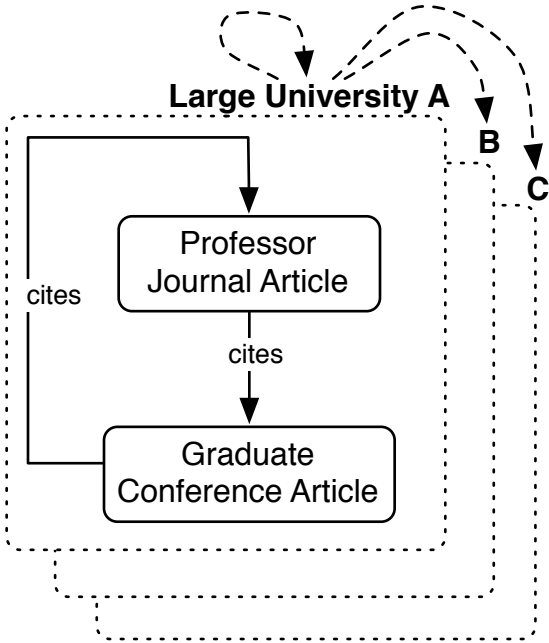 Large University A
B
C
Professor
Journal Article
cites
cites
Graduate
Conference Article